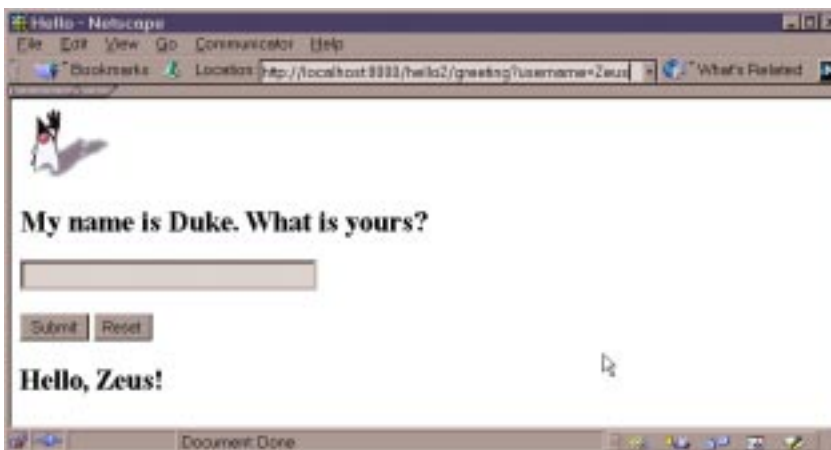 Hello - Netscape
File Edit View Go Communicator Help
Bookmarks Location: http://localhost:8000/hello2/greeting?username=Zeus What's Related
My name is Duke. What is yours?
Submit Reset
Hello, Zeus!
Document: Done